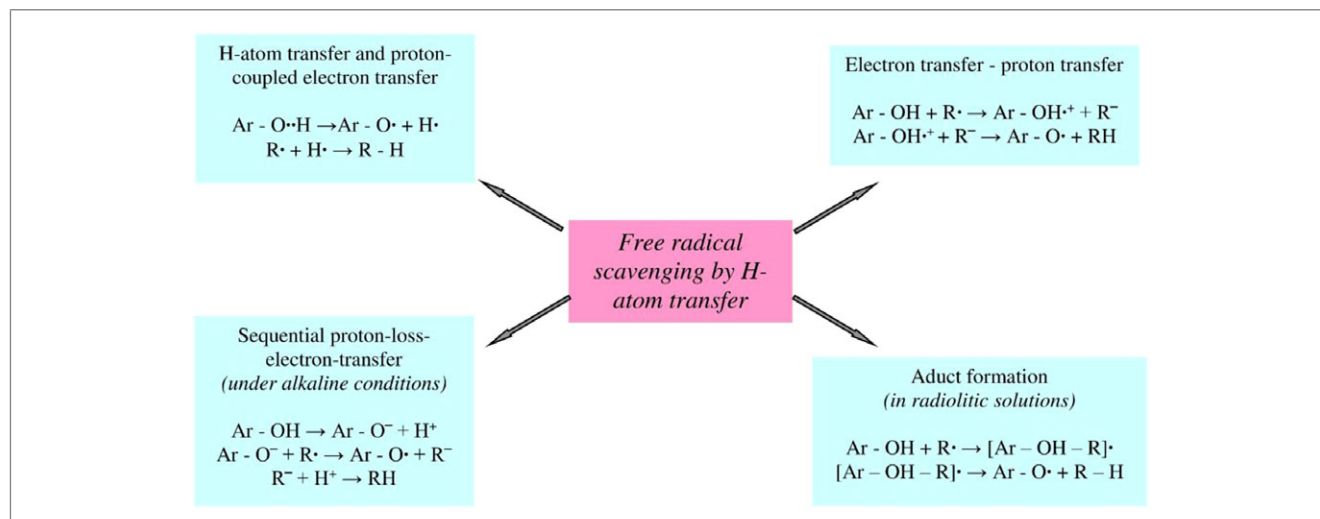 H-atom transfer and proton-
coupled electron transfer
Ar - O••H →Ar - O• + H•
R• + H• → R - H
Electron transfer - proton transfer
Ar - OH + R• → Ar - OH•⁺ + R⁻
Ar - OH•⁺ + R⁻ → Ar - O• + RH
Free radical
scavenging by H-
atom transfer
Sequential proton-loss-
electron-transfer
(under alkaline conditions)
Ar - OH → Ar - O⁻ + H⁺
Ar - O⁻ + R• → Ar - O• + R⁻
R⁻ + H⁺ → RH
Aduct formation
(in radiolitic solutions)
Ar - OH + R• → [Ar – OH – R]•
[Ar – OH – R]• → Ar - O• + R – H